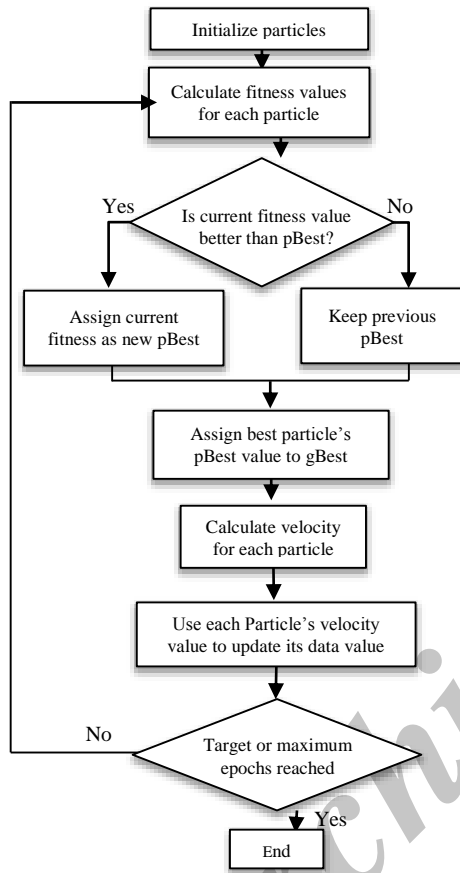 Initialize particles
Calculate fitness values
for each particle
Yes
No
Is current fitness value
better than pBest?
Assign current
fitness as new pBest
Keep previous
pBest
Assign best particle's
pBest value to gBest
Calculate velocity
for each particle
Use each Particle's velocity
value to update its data value
No
Target or maximum
epochs reached
Yes
End